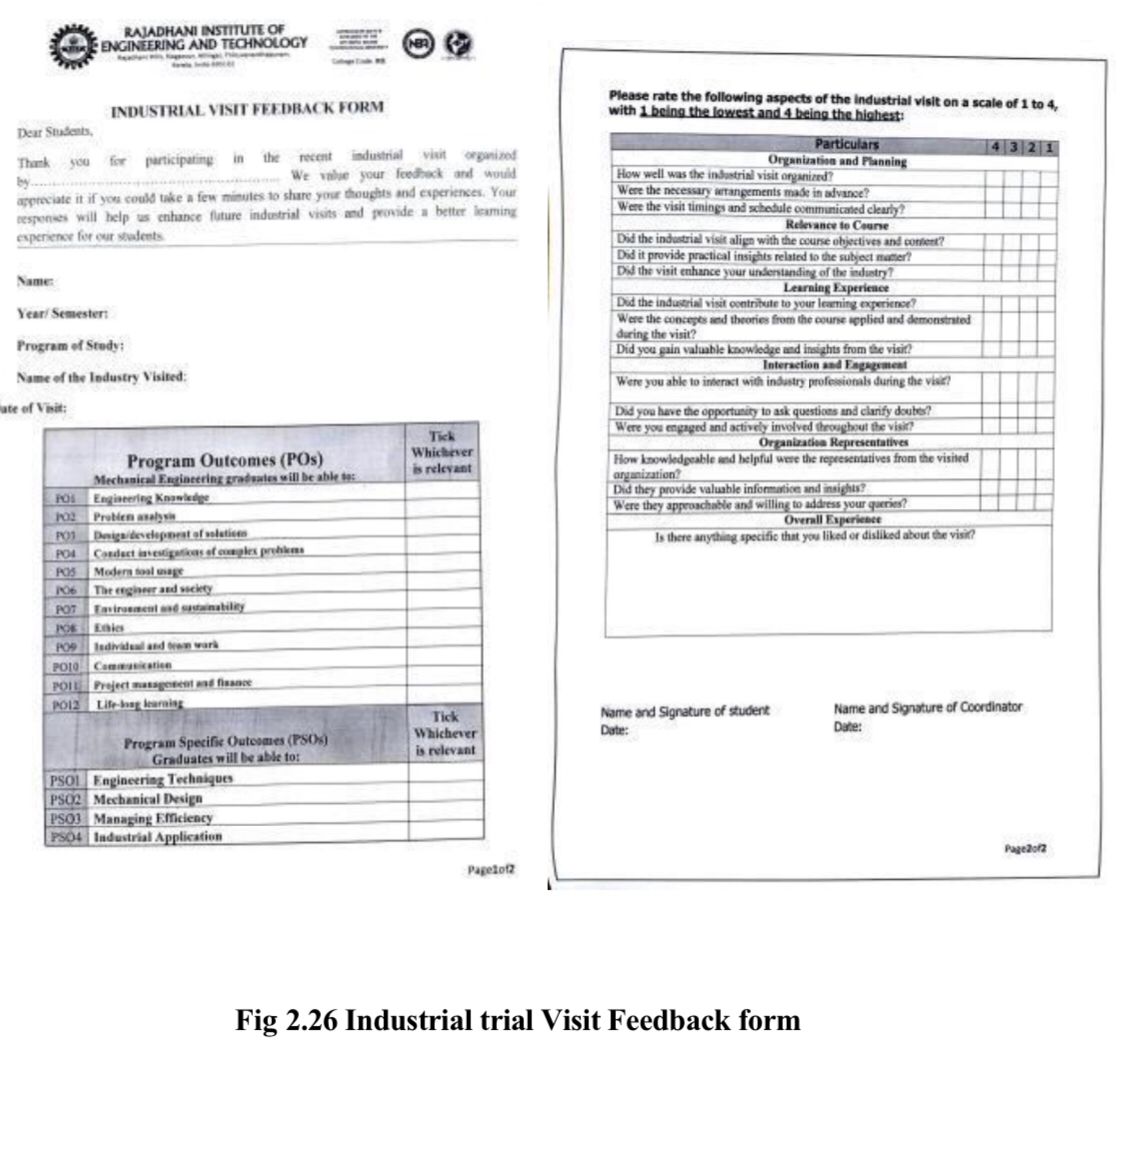 RAJADHANI INSTITUTE OF
ENGINEERING AND TECHNOLOGY
College Code:
NBA
INDUSTRIAL VISIT FEEDBACK FORM
Dear Students,
Thank you for participating in the recent industrial visit organized
by............................................................ We value your feedback and would
appreciate it if you could take a few minutes to share your thoughts and experiences. Your
responses will help us enhance future industrial visits and provide a better learning
experience for our students.
Name:
Year/ Semester:
Program of Study:
Name of the Industry Visited:
ate of Visit:
Program Outcomes (POs)
Mechanical Engineering graduates will be able to:
Tick
Whichever
is relevant
PO1 Engineering Knowledge
PO2 Problem analysis
PO3 Design/development of solutions
PO4 Conduct investigations of complex problems
PO5 Modern tool usage
PO6 The engineer and society
PO7 Environment and sustainability
PO8 Ethics
PO9 Individual and team work
PO10 Communication
PO11 Project management and finance
PO12 Life-long learning
Program Specific Outcomes (PSOs)
Graduates will be able to:
Tick
Whichever
is relevant
PSO1 Engineering Techniques
PSO2 Mechanical Design
PSO3 Managing Efficiency
PSO4 Industrial Application
Page1of2
Please rate the following aspects of the industrial visit on a scale of 1 to 4,
with 1 being the lowest and 4 being the highest:
Particulars 4 3 2 1
Organization and Planning
How well was the industrial visit organized?
Were the necessary arrangements made in advance?
Were the visit timings and schedule communicated clearly?
Relevance to Course
Did the industrial visit align with the course objectives and content?
Did it provide practical insights related to the subject matter?
Did the visit enhance your understanding of the industry?
Learning Experience
Did the industrial visit contribute to your learning experience?
Were the concepts and theories from the course applied and demonstrated
during the visit?
Did you gain valuable knowledge and insights from the visit?
Interaction and Engagement
Were you able to interact with industry professionals during the visit?
Did you have the opportunity to ask questions and clarify doubts?
Were you engaged and actively involved throughout the visit?
Organization Representatives
How knowledgeable and helpful were the representatives from the visited
organization?
Did they provide valuable information and insights?
Were they approachable and willing to address your queries?
Overall Experience
Is there anything specific that you liked or disliked about the visit?
Name and Signature of student
Date:
Name and Signature of Coordinator
Date:
Page2of2
Fig 2.26 Industrial trial Visit Feedback form